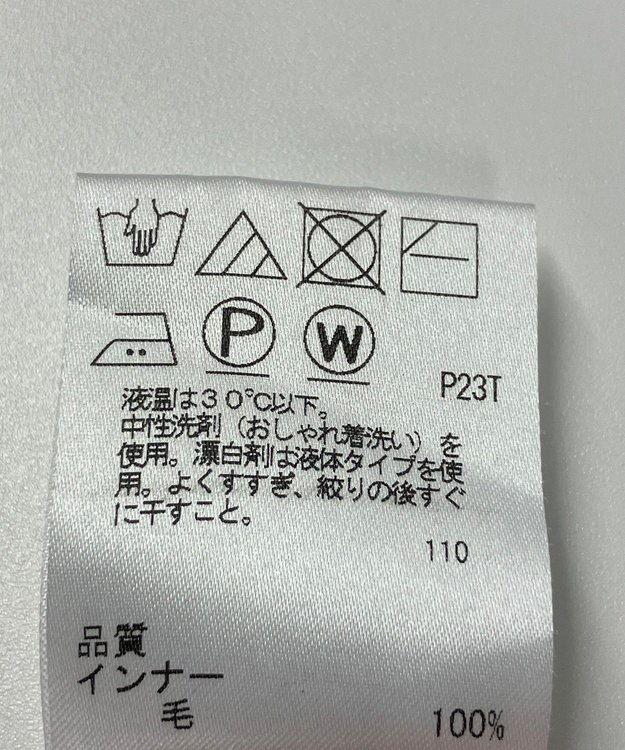 P W
P23T
液温は30℃以下。
中性洗剤（おしゃれ着洗い）を
使用。漂白剤は液体タイプを使
用。よくすすぎ、絞りの後すぐ
に干すこと。
110
品質
インナー
毛 100%